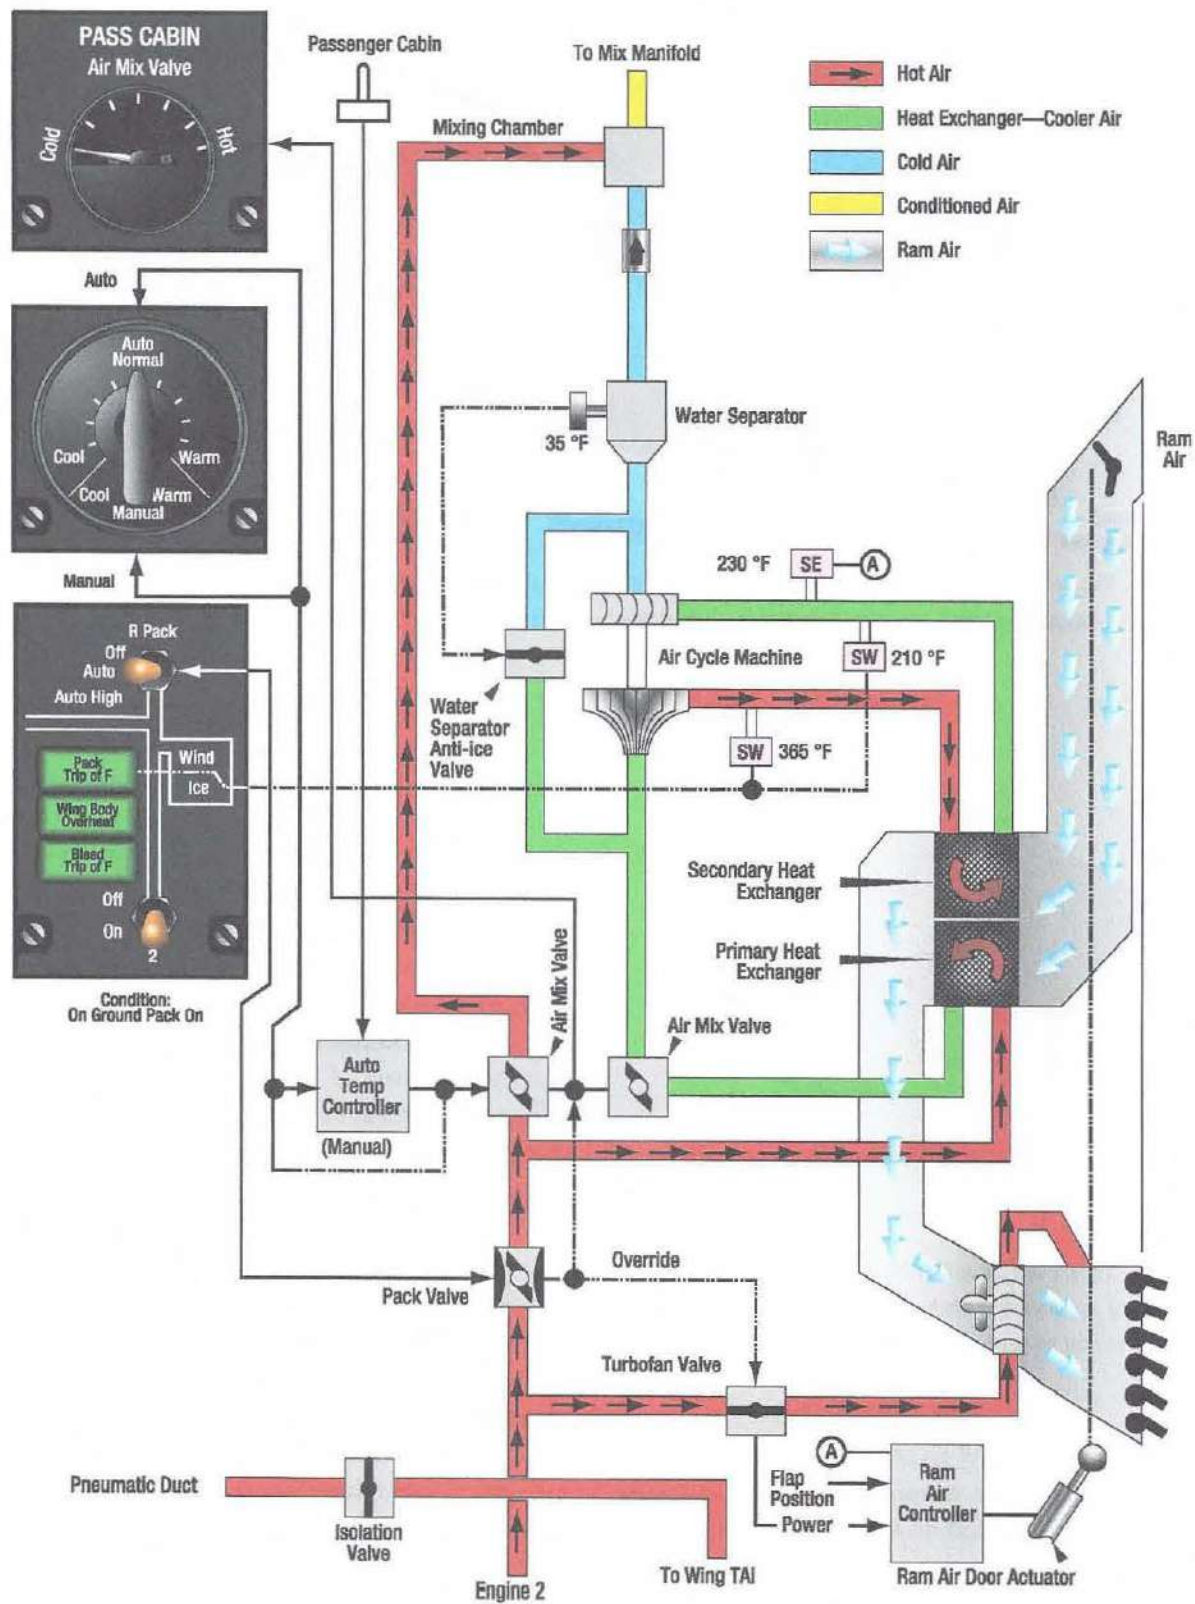 PASS CABIN
Air Mix Valve
Cold
Hot
Passenger Cabin
To Mix Manifold
Mixing Chamber
Hot Air
Heat Exchanger—Cooler Air
Cold Air
Conditioned Air
Ram Air
Auto
Auto
Normal
Cool
Warm
Cool
Warm
Manual
Manual
35 °F
Water Separator
Ram
Air
230 °F
SE
A
SW
210 °F
Air Cycle Machine
Water
Separator
Anti-ice
Valve
SW
365 °F
R Pack
Off
Auto
Auto High
Pack
Trip of F
Wind
Ice
Wing Body
Overheat
Bleed
Trip of F
Off
On
2
Condition:
On Ground Pack On
Secondary Heat
Exchanger
Primary Heat
Exchanger
Air Mix Valve
Air Mix Valve
Auto
Temp
Controller
(Manual)
Override
Pack Valve
Turbofan Valve
Pneumatic Duct
Isolation
Valve
Engine 2
To Wing TAI
A
Flap
Position
Power
Ram
Air
Controller
Ram Air Door Actuator